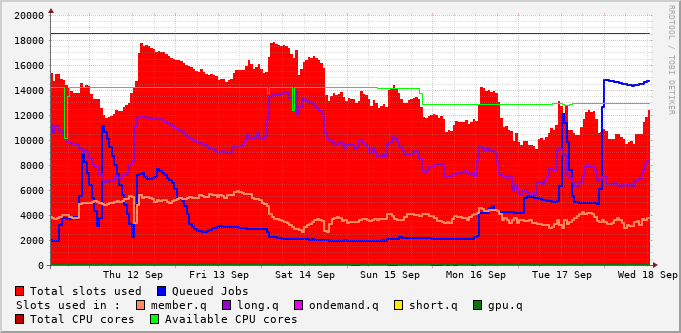 20000
18000
16000
14000
12000
10000
8000
6000
4000
2000
0
Thu 12 Sep Fri 13 Sep Sat 14 Sep Sun 15 Sep Mon 16 Sep Tue 17 Sep Wed 18 Sep
Total slots used Queued Jobs
Slots used in : member.q long.q ondemand.q short.q gpu.q
Total CPU cores Available CPU cores
RRDTOOL / TOBI OETIKER